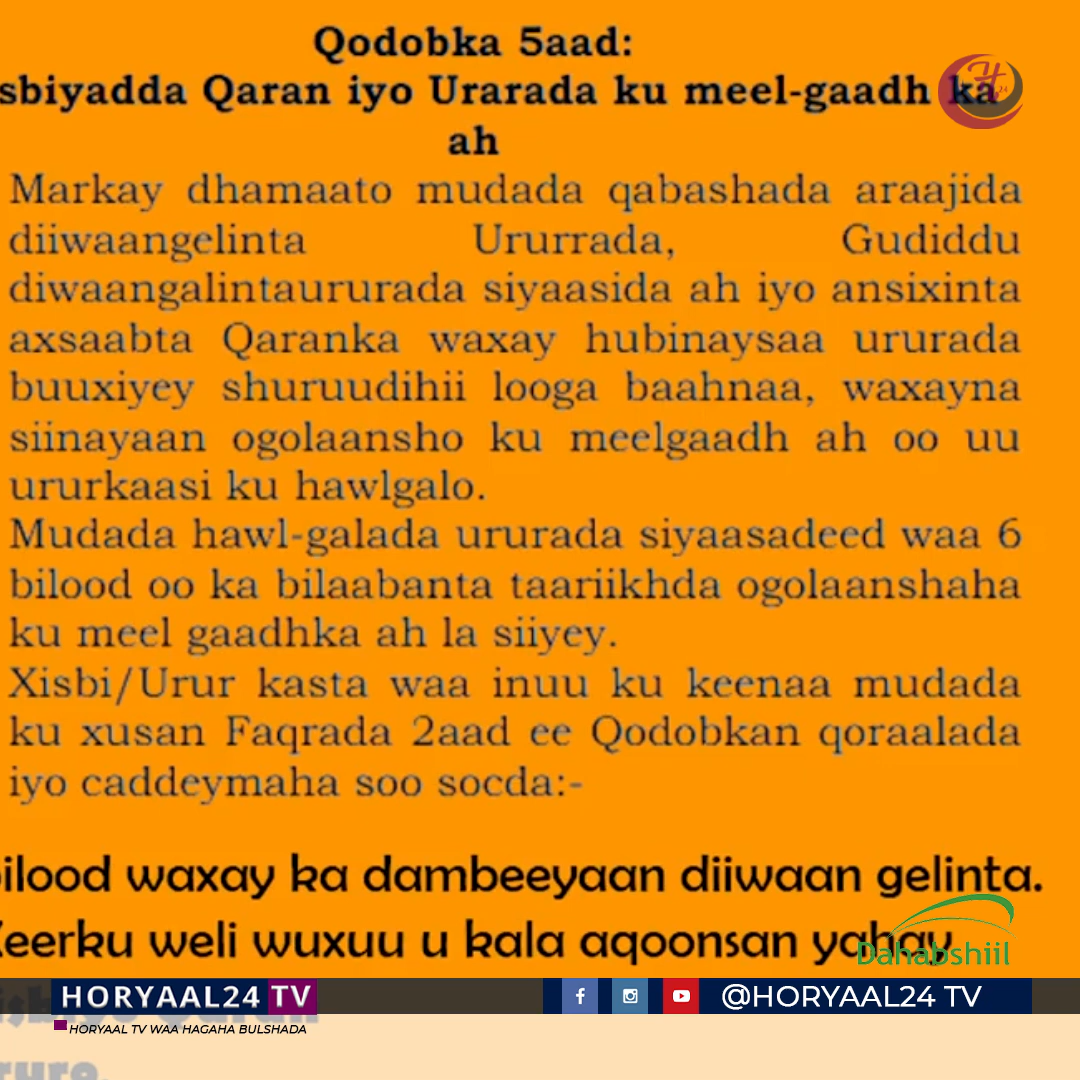 Qodobka 5aad:
Qaran iyo Urarada ku meel-gaadh ka
ah
Markay dhamaato mudada qabashada araajida
diiwaangelinta Ururrada, Gudiddu
diwaangalintaururada siyaasida ah iyo ansixinta
axsaabta Qaranka waxay hubinaysaa ururada
buuxiyey shuruudihii looga baahnaa, waxayna
siinayaan ogolaansho ku meelgaadh ah oo uu
ururkaasi ku hawlgalo.
Mudada hawl-galada ururada siyaasadeed waa 6
bilood oo ka bilaabanta taariikhda ogolaanshaha
ku meel gaadhka ah la siiyey.
Xisbi/Urur kasta waa inuu ku keenaa mudada
ku xusan Faqrada 2aad ee Qodobkan qoraalada
iyo caddeymaha soo socda:-
bilood waxay ka dambeeyaan diiwaan gelinta.
Xeerku weli wuxuu u kala aqoonsan yahay
Dahabshiil
HORYAAL24 TV
@HORYAAL24 TV
HORYAAL TV WAA HAGAHA BULSHADA